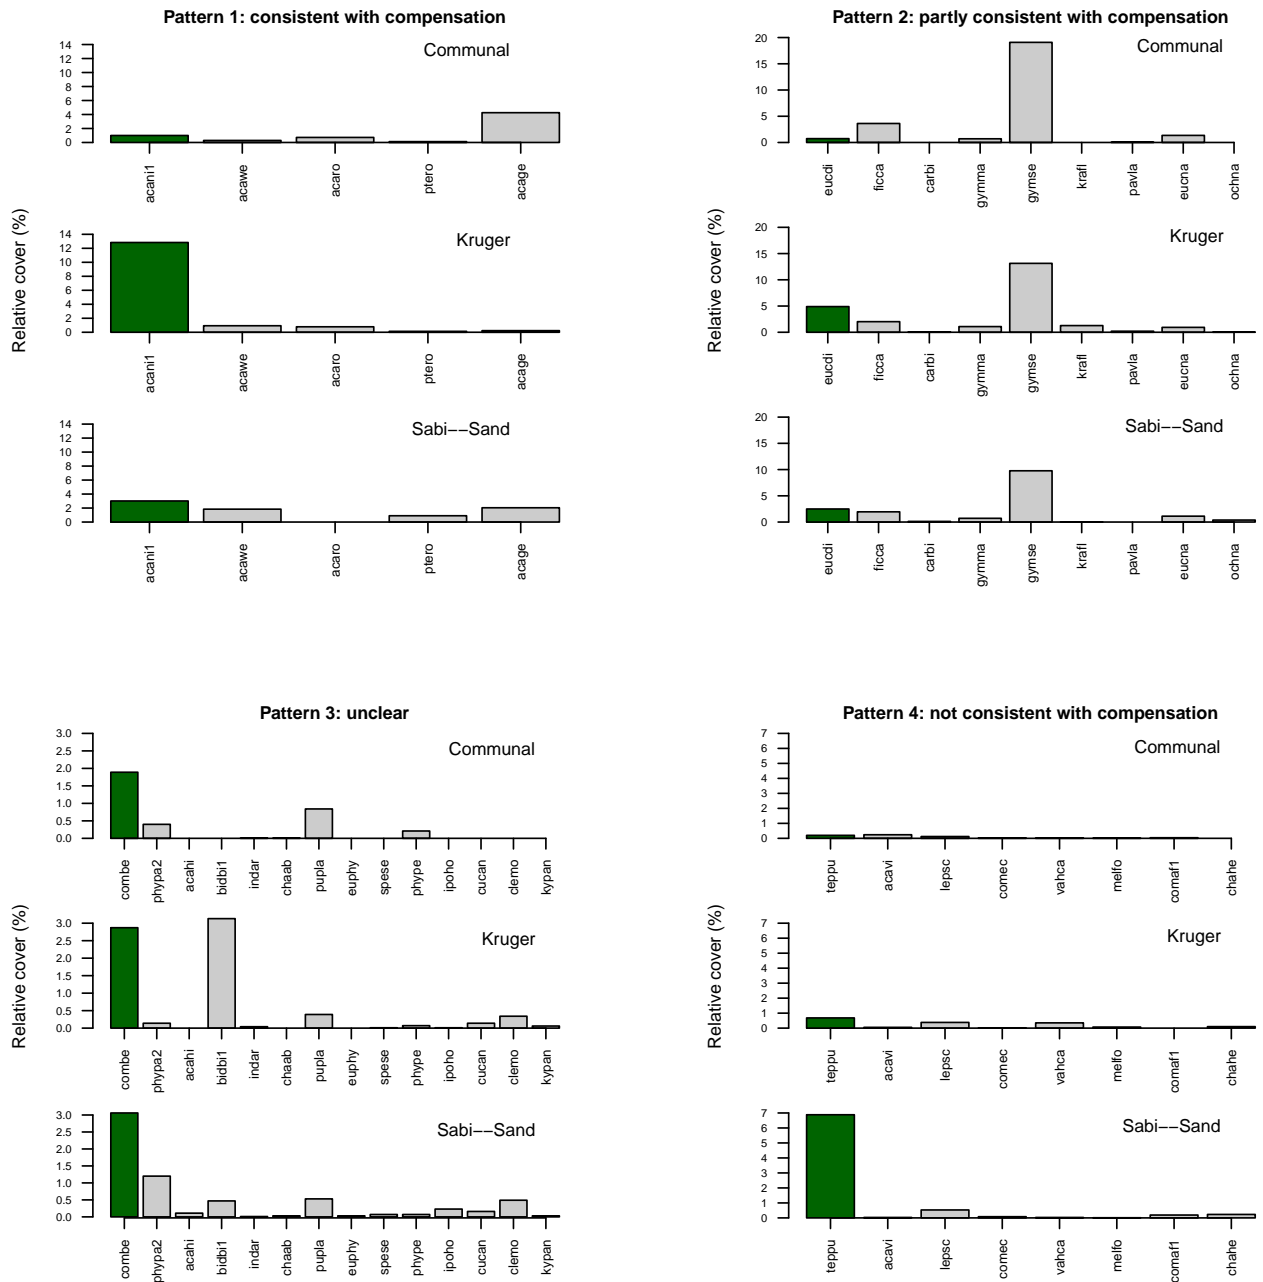 Pattern 1: consistent with compensation
Communal
14
12
10
8
6
4
2
0
acani1
acawe
acaro
ptero
acage
Relative cover (%)
Kruger
14
12
10
8
6
4
2
0
acani1
acawe
acaro
ptero
acage
Sabi−−Sand
14
12
10
8
6
4
2
0
acani1
acawe
acaro
ptero
acage
Pattern 2: partly consistent with compensation
Communal
20
15
10
5
0
eucdi
ficca
carbi
gymma
gymse
krafl
pavla
eucna
ochna
Relative cover (%)
Kruger
20
15
10
5
0
eucdi
ficca
carbi
gymma
gymse
krafl
pavla
eucna
ochna
Sabi−−Sand
20
15
10
5
0
eucdi
ficca
carbi
gymma
gymse
krafl
pavla
eucna
ochna
Pattern 3: unclear
Communal
3.0
2.5
2.0
1.5
1.0
0.5
0.0
combe
phypa2
acahi
bidbi1
indar
chaab
pupla
euphy
spese
phype
ipoho
cucan
clemo
kypan
Relative cover (%)
Kruger
3.0
2.5
2.0
1.5
1.0
0.5
0.0
combe
phypa2
acahi
bidbi1
indar
chaab
pupla
euphy
spese
phype
ipoho
cucan
clemo
kypan
Sabi−−Sand
3.0
2.5
2.0
1.5
1.0
0.5
0.0
combe
phypa2
acahi
bidbi1
indar
chaab
pupla
euphy
spese
phype
ipoho
cucan
clemo
kypan
Pattern 4: not consistent with compensation
Communal
7
6
5
4
3
2
1
0
teppu
acavi
lepsc
comec
vahca
melfo
comaf1
chahe
Relative cover (%)
Kruger
7
6
5
4
3
2
1
0
teppu
acavi
lepsc
comec
vahca
melfo
comaf1
chahe
Sabi−−Sand
7
6
5
4
3
2
1
0
teppu
acavi
lepsc
comec
vahca
melfo
comaf1
chahe